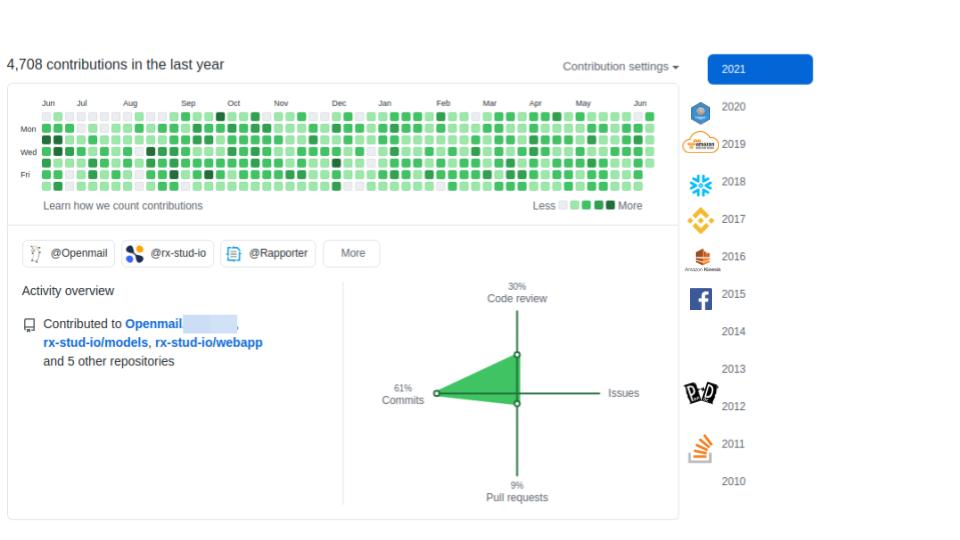 4,708 contributions in the last year
Contribution settings
Jun Jul Aug Sep Oct Nov Dec Jan Feb Mar Apr May Jun
Mon
Wed
Fri
Learn how we count contributions
Less More
@Openmail @rx-stud-io @Rapporter More
Activity overview
Contributed to Openmail ,
rx-stud-io/models, rx-stud-io/webapp
and 5 other repositories
30%
Code review
61%
Commits
Issues
9%
Pull requests
2021
2020
2019
amazon
2018
2017
2016
Amazon Kinesis
2015
2014
2013
2012
2011
2010